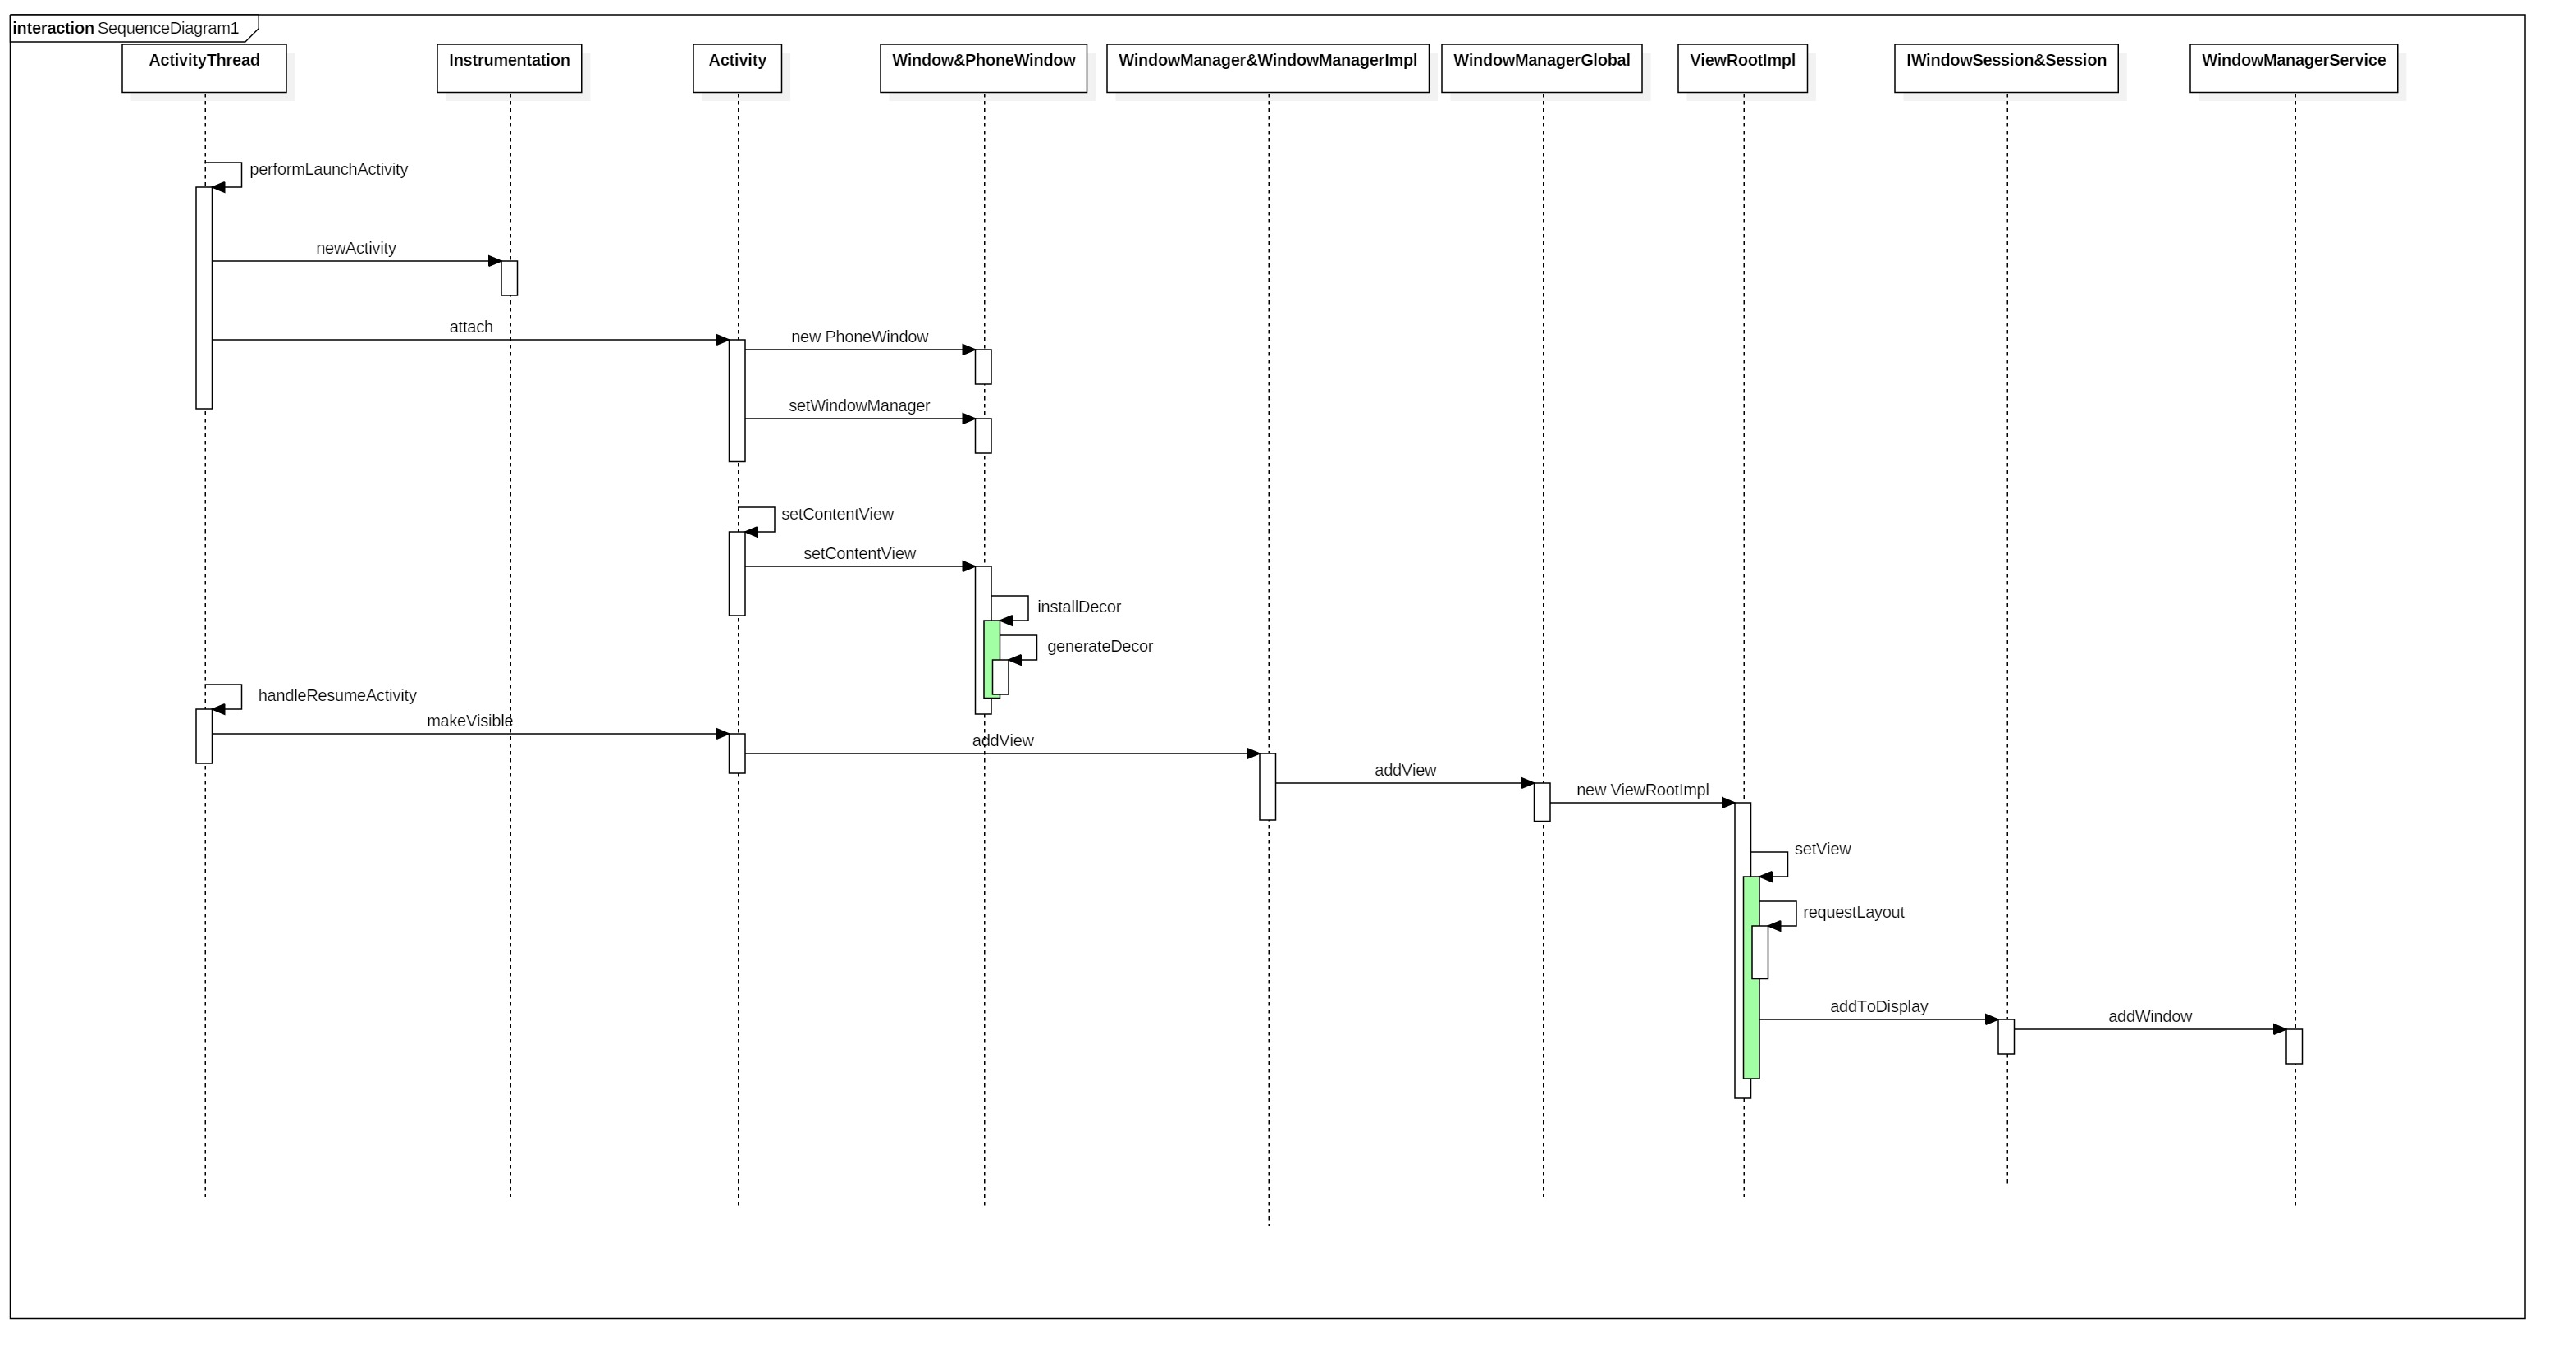 interaction SequenceDiagram1
ActivityThread
Instrumentation
Activity
Window&PhoneWindow
WindowManager&WindowManagerImpl
WindowManagerGlobal
ViewRootImpl
IWindowSession&Session
WindowManagerService
performLaunchActivity
newActivity
attach
new PhoneWindow
setWindowManager
setContentView
setContentView
installDecor
generateDecor
handleResumeActivity
makeVisible
addView
addView
new ViewRootImpl
setView
requestLayout
addToDisplay
addWindow